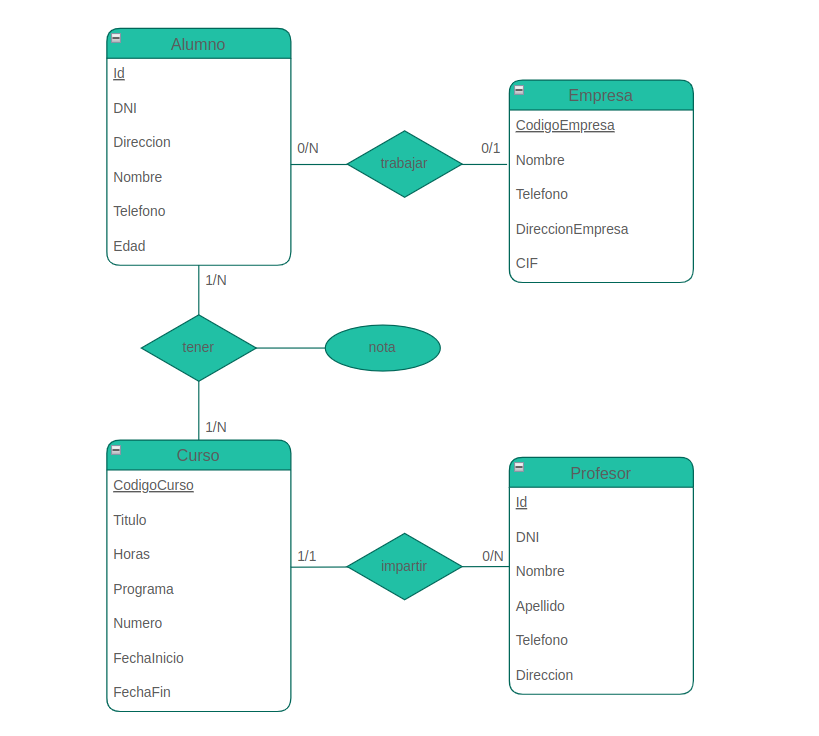 Alumno
Id
DNI
Direccion
Nombre
Telefono
Edad
0/N
trabajar
0/1
Empresa
CodigoEmpresa
Nombre
Telefono
DireccionEmpresa
CIF
1/N
tener
nota
1/N
Curso
CodigoCurso
Titulo
Horas
Programa
Numero
FechaInicio
FechaFin
1/1
impartir
0/N
Profesor
Id
DNI
Nombre
Apellido
Telefono
Direccion